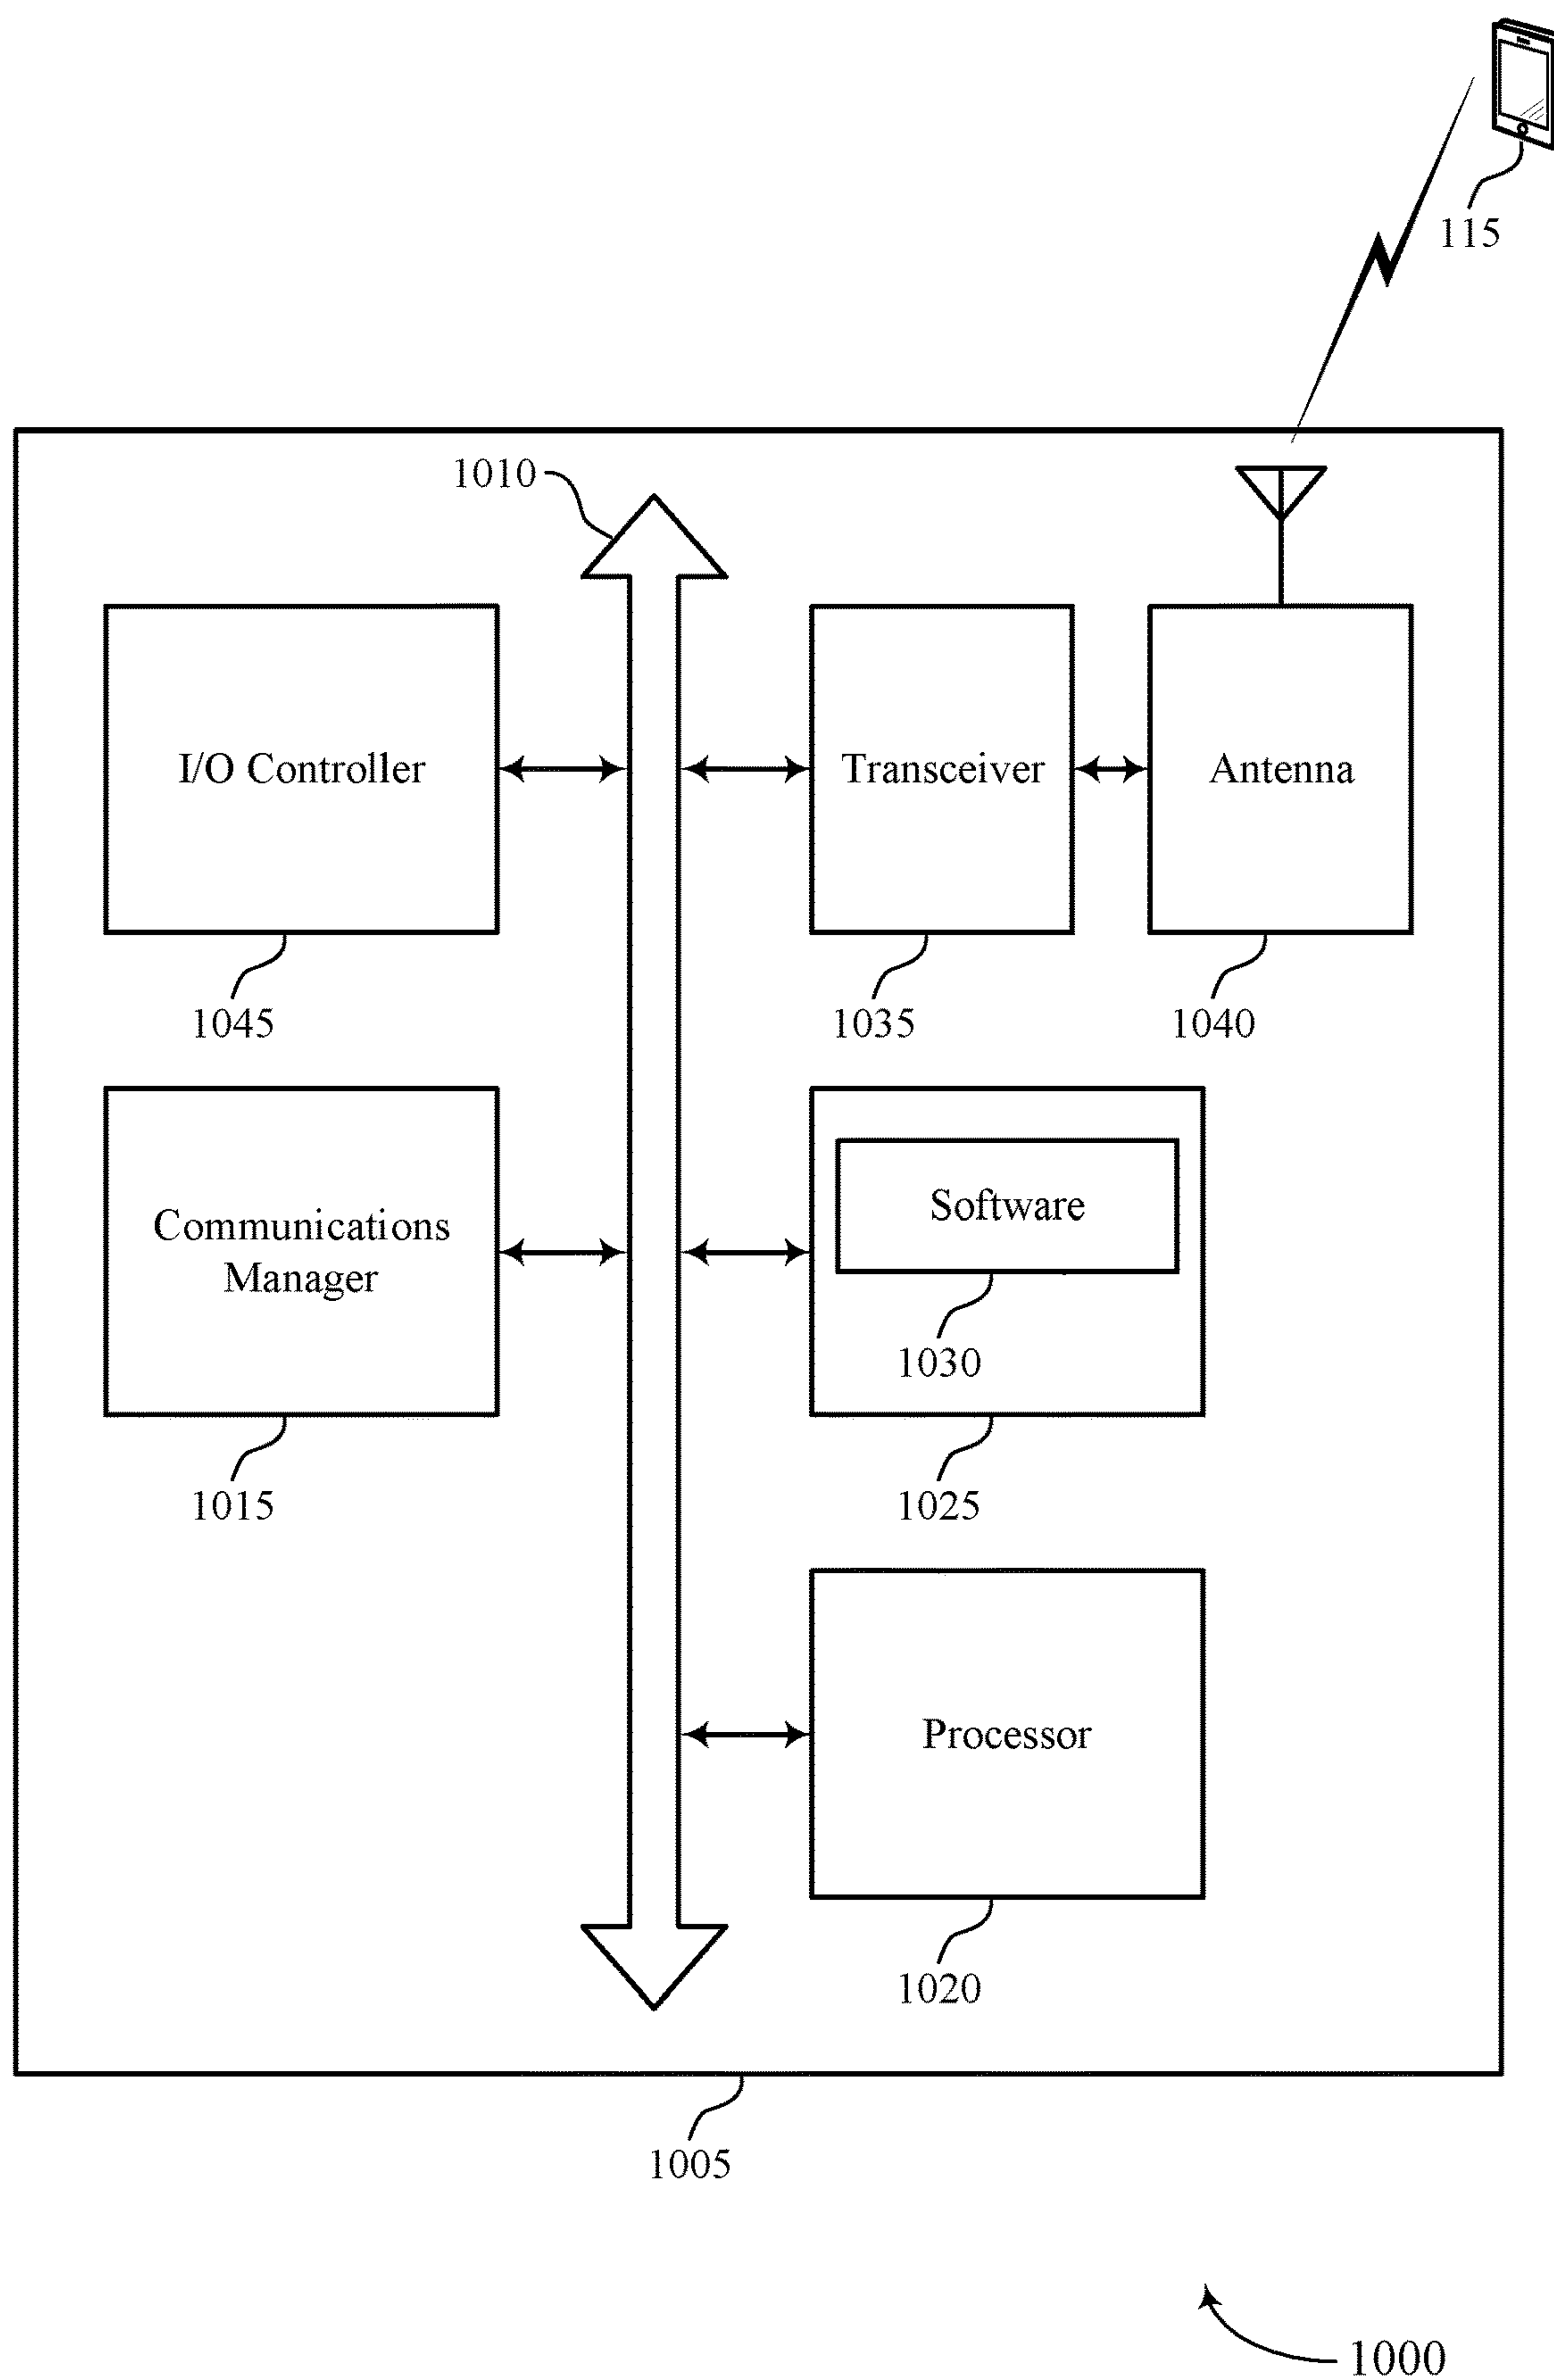 115
1010
I/O Controller
Transceiver
Antenna
1045
1035
1040
Communications
Manager
Software
1030
1015
1025
Processor
1020
1005
1000